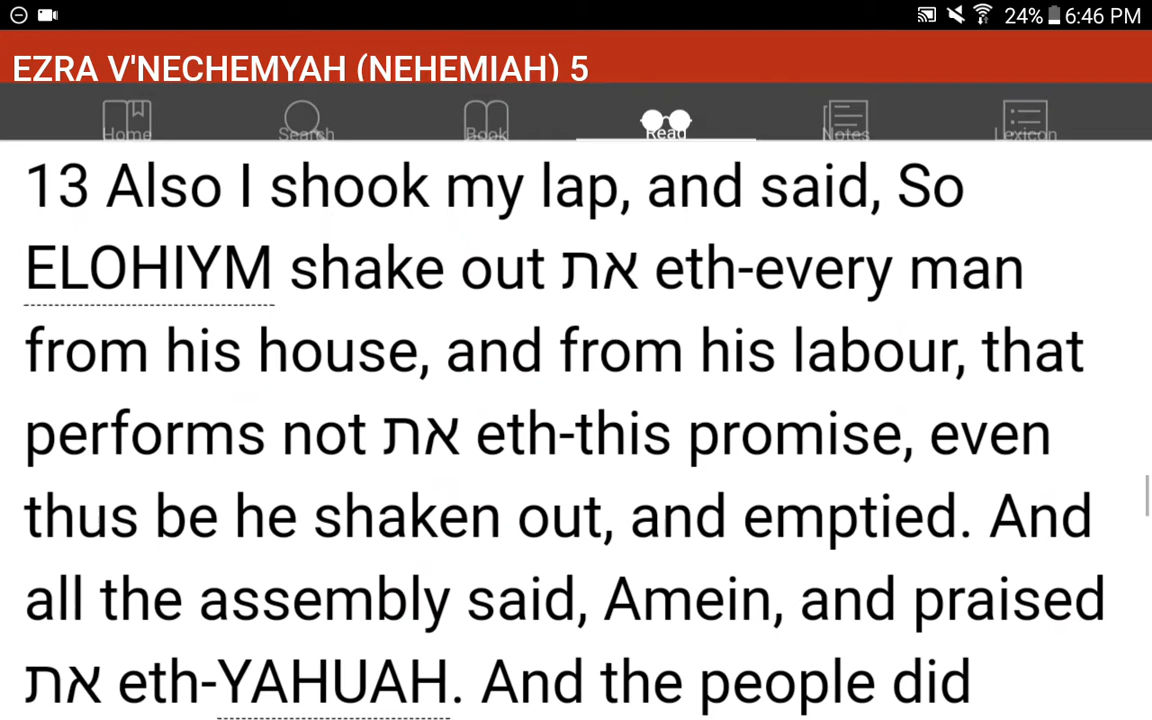 24% 6:46 PM
EZRA V'NECHEMYAH (NEHEMIAH) 5
Home Search Book Read Notes Lexicon
13 Also I shook my lap, and said, So
ELOHIYM shake out את eth-every man
from his house, and from his labour, that
performs not את eth-this promise, even
thus be he shaken out, and emptied. And
all the assembly said, Amein, and praised
את eth-YAHUAH. And the people did